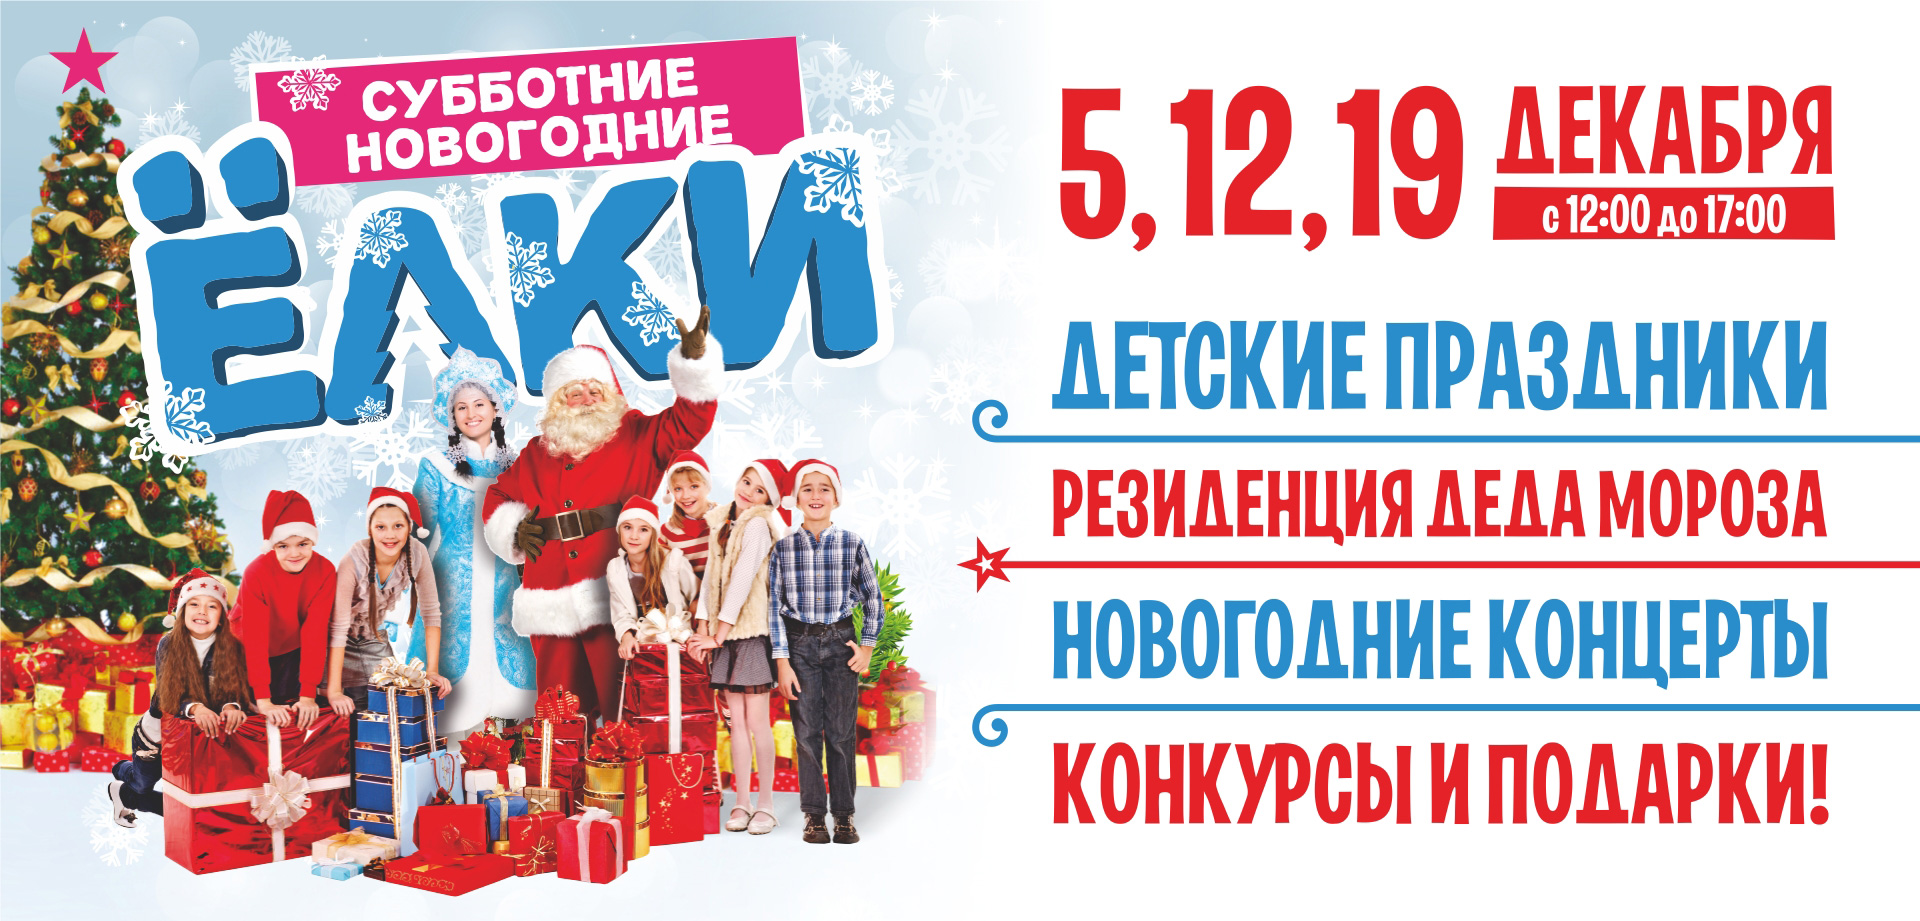 СУББОТНИЕ
НОВОГОДНИЕ
ЁЛКИ
5, 12, 19 ДЕКАБРЯ
с 12:00 до 17:00
ДЕТСКИЕ ПРАЗДНИКИ
РЕЗИДЕНЦИЯ ДЕДА МОРОЗА
НОВОГОДНИЕ КОНЦЕРТЫ
КОНКУРСЫ И ПОДАРКИ!